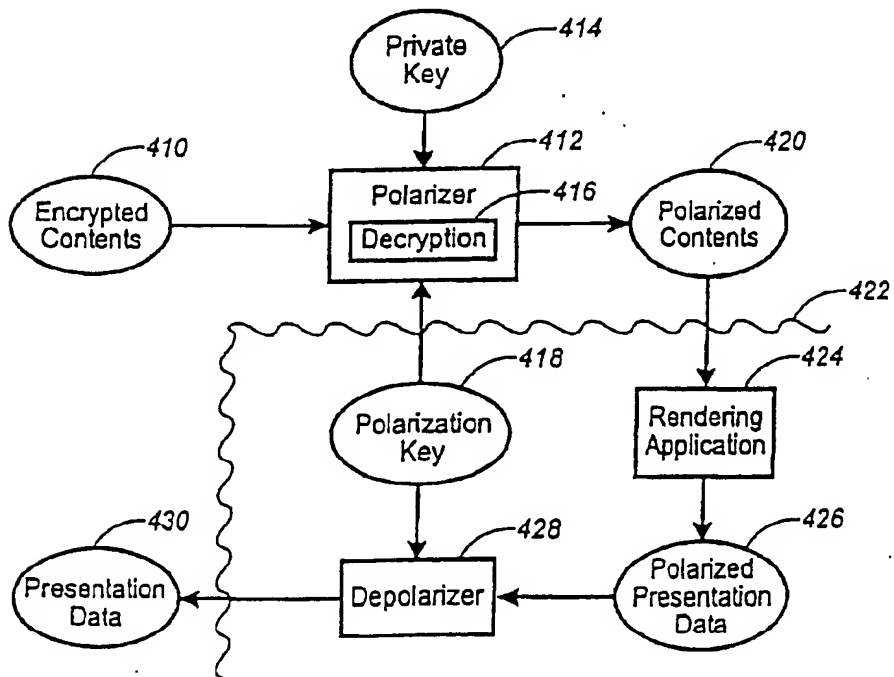 Private
Key
414
410
Encrypted
Contents
412
Polarizer
416
Decryption
420
Polarized
Contents
422
418
Polarization
Key
424
Rendering
Application
430
Presentation
Data
428
Depolarizer
426
Polarized
Presentation
Data